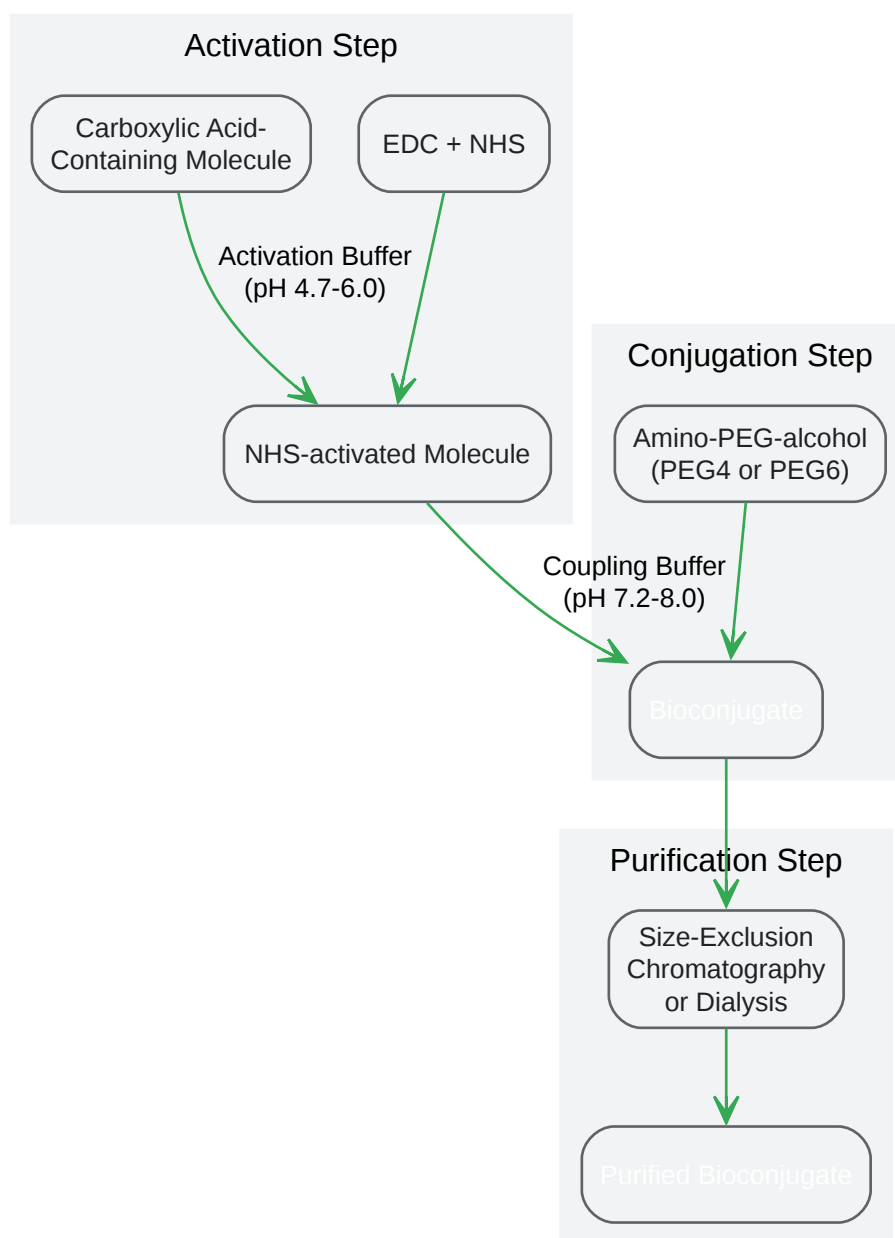 Activation Step
Carboxylic Acid-
Containing Molecule
EDC + NHS
Activation Buffer
(pH 4.7-6.0)
NHS-activated Molecule
Conjugation Step
Amino-PEG-alcohol
(PEG4 or PEG6)
Coupling Buffer
(pH 7.2-8.0)
Bioconjugate
Purification Step
Size-Exclusion
Chromatography
or Dialysis
Purified Bioconjugate